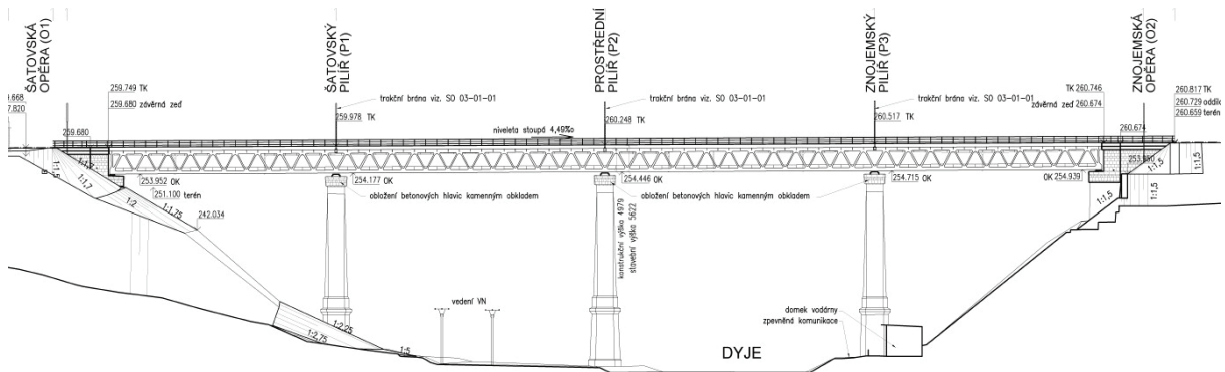 ŠATOVSKÁ
OPĚRA (O1)
ŠATOVSKÝ
PILÍŘ (P1)
PROSTŘEDNÍ
PILÍŘ (P2)
ZNOJEMSKÝ
PILÍŘ (P3)
ZNOJEMSKÁ
OPĚRA (O2)
9.668
7.820
259.749 TK
259.680 závěrná zeď
259.680
trakční brána viz. SO 03-01-01
259.978 TK
niveleta stoupá 4,49‰
trakční brána viz. SO 03-01-01
260.248 TK
trakční brána viz. SO 03-01-01
260.517 TK
TK 260.746
závěrná zeď 260.674
260.674
260.817 TK
260.729
260.659 terén
1:1,5
1:1,5
1:1,5
1:1,5
1:1,7
1:1,7
1:2
1:1,75
253.952 OK
251.100 terén
242.034
254.177 OK
obložení betonových hlavic kamenným obkladem
254.446 OK
obložení betonových hlavic kamenným obkladem
254.715 OK
OK 254.939
konstrukční výška 4979
stavební výška 5622
vedení VN
1:2,25
1:2,75
1:5
domek vodárny
zpevněná komunikace
DYJE